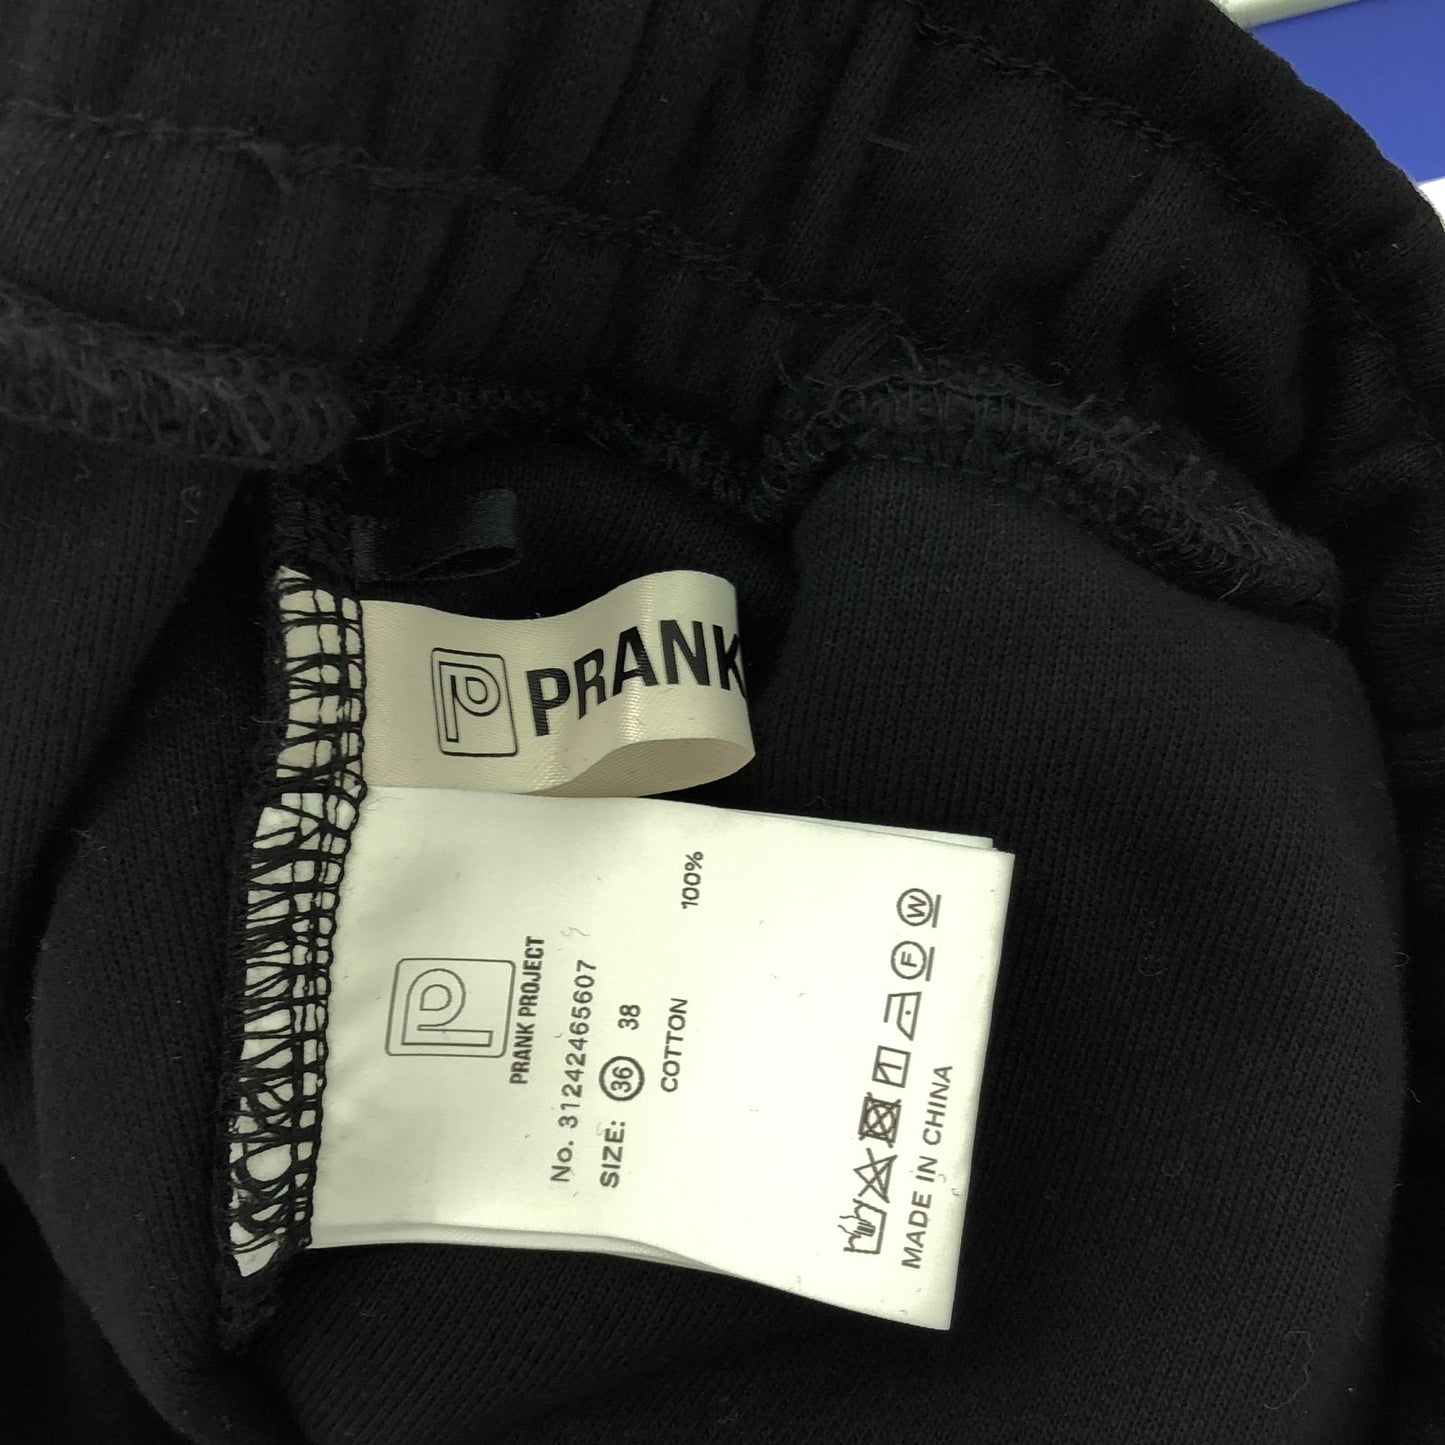 PRANK
PRANK PROJECT
No. 31242465607
SIZE: 36 38
COTTON 100%
F W
MADE IN CHINA